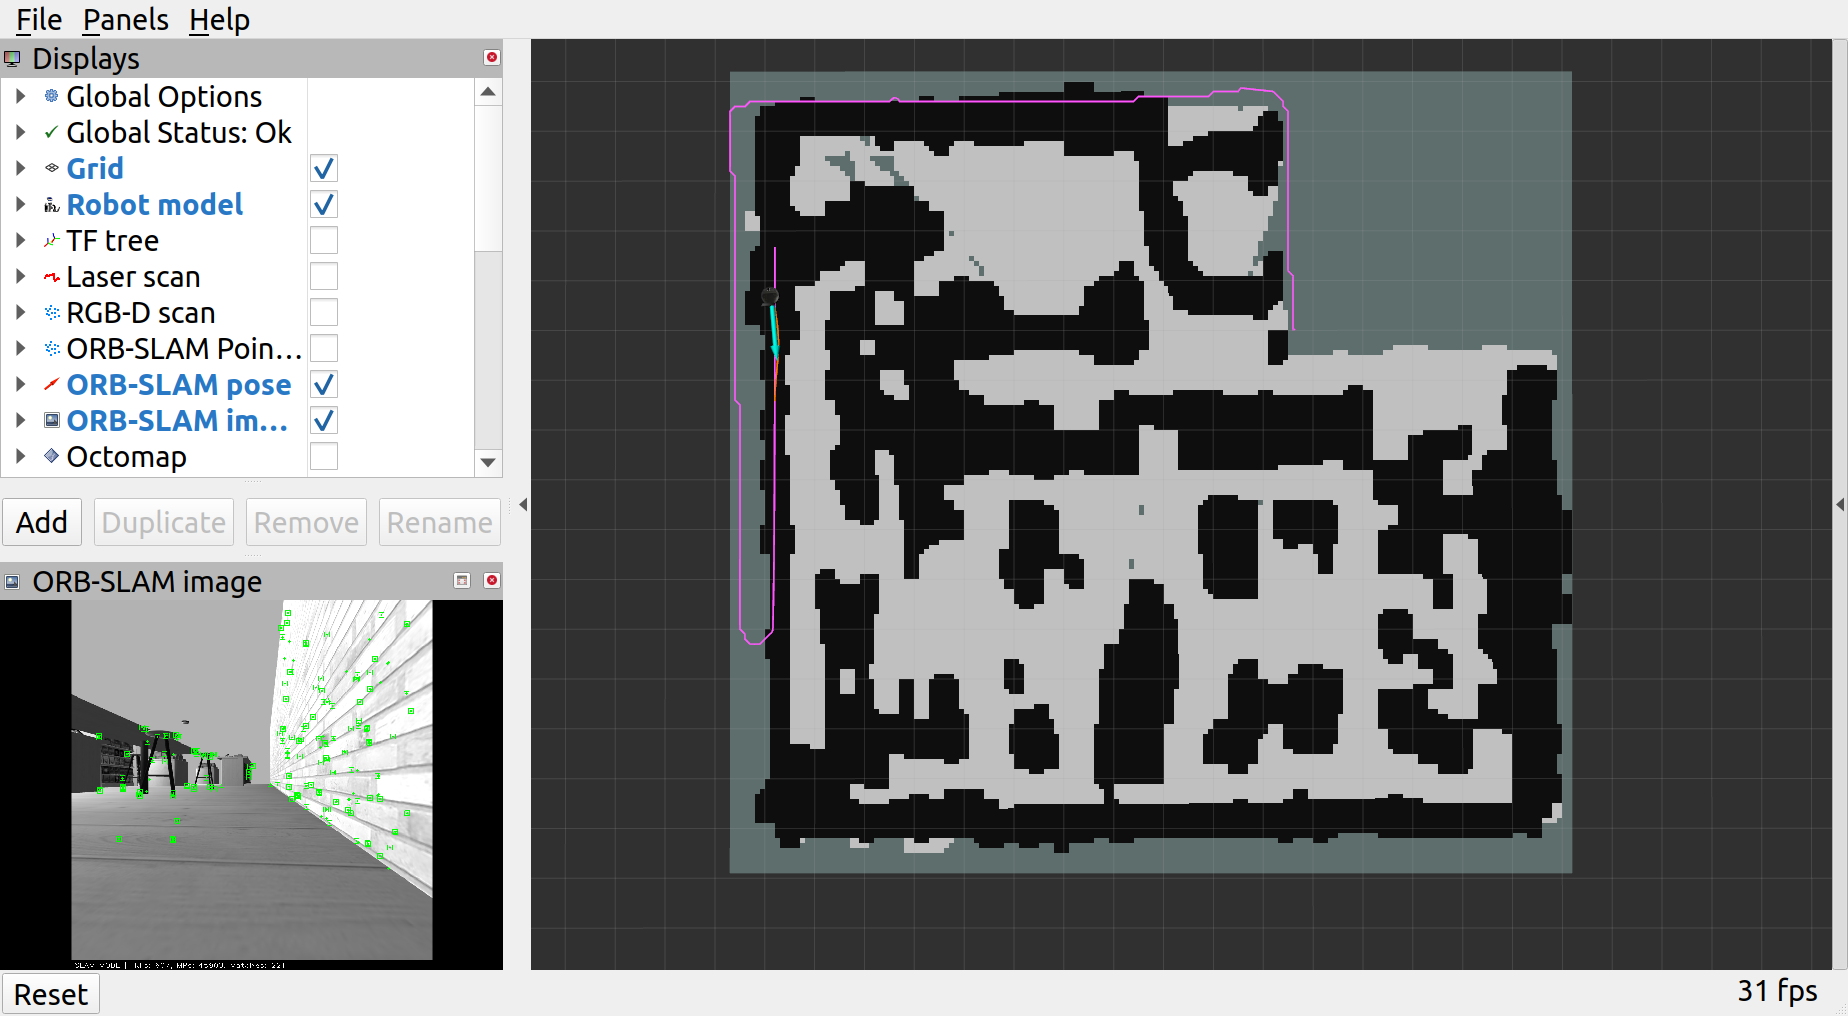 File Panels Help
Displays
Global Options
Global Status: Ok
Grid
Robot model
TF tree
Laser scan
RGB-D scan
ORB-SLAM Poin...
ORB-SLAM pose
ORB-SLAM im...
Octomap
Add Duplicate Remove Rename
ORB-SLAM image
SLAM MODE |
Reset
31 fps